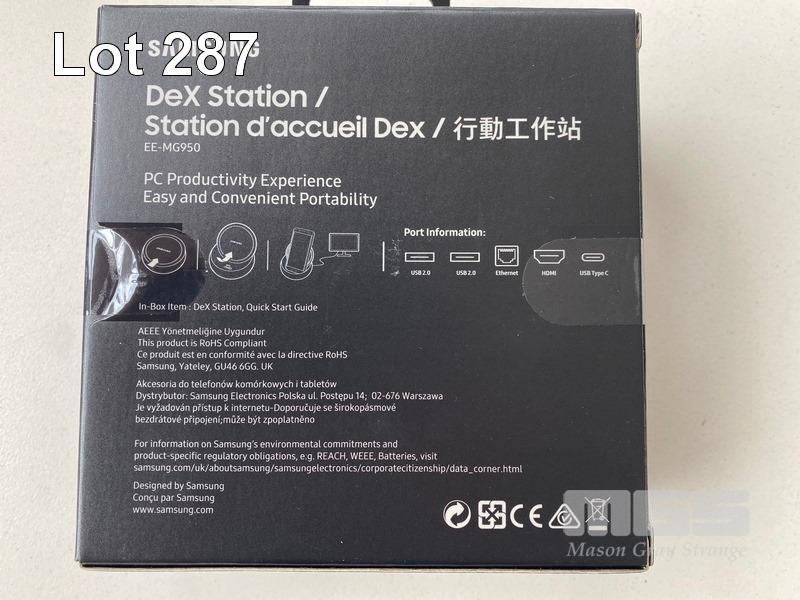 SAMSUNG
Lot 287
DeX Station /
Station d'accueil Dex / 行動工作站
EE-MG950
PC Productivity Experience
Easy and Convenient Portability
Port Information:
USB 2.0 USB 2.0 Ethernet HDMI USB Type C
In-Box Item : DeX Station, Quick Start Guide
AEEE Yönetmeliğine Uygundur
This product is RoHS Compliant
Ce produit est en conformité avec la directive RoHS
Samsung, Yateley, GU46 6GG. UK
Akcesoria do telefonów komórkowych i tabletów
Dystrybutor: Samsung Electronics Polska ul. Postępu 14; 02-676 Warszawa
Je vyžadován přístup k internetu-Doporučuje se širokopásmové
bezdrátové připojení;může být zpoplatněno
For information on Samsung's environmental commitments and
product-specific regulatory obligations, e.g. REACH, WEEE, Batteries, visit
samsung.com/uk/aboutsamsung/samsungelectronics/corporatecitizenship/data_corner.html
Designed by Samsung
Conçu par Samsung
www.samsung.com
CE
MGS
Mason Gray Strange